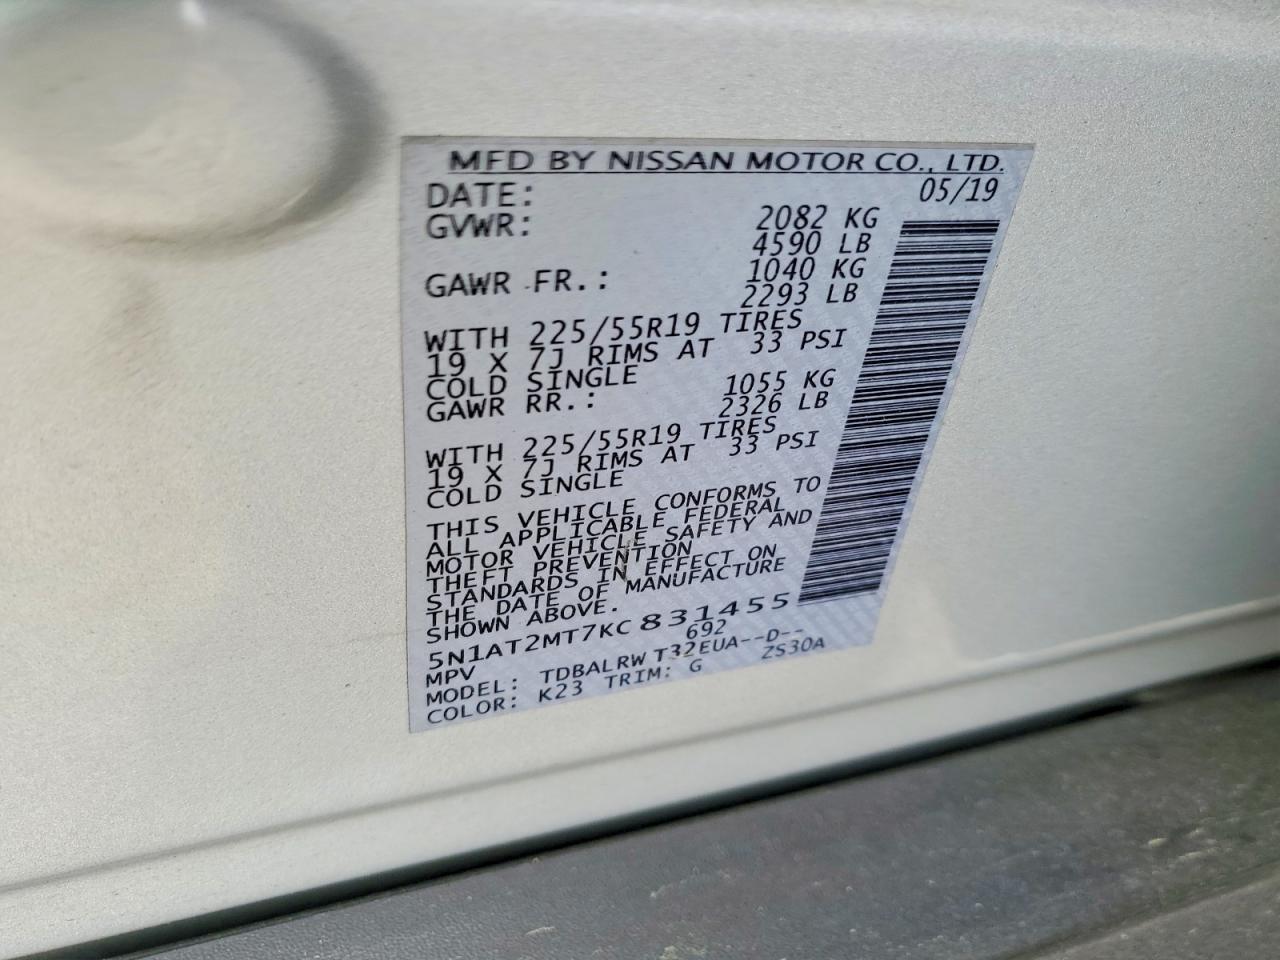 MFD BY NISSAN MOTOR CO., LTD.
DATE: 05/19
GVWR: 2082 KG
4590 LB
GAWR FR.: 1040 KG
2293 LB
WITH 225/55R19 TIRES
19 X 7J RIMS AT 33 PSI
COLD SINGLE
GAWR RR.: 1055 KG
2326 LB
WITH 225/55R19 TIRES
19 X 7J RIMS AT 33 PSI
COLD SINGLE
THIS VEHICLE CONFORMS TO
ALL APPLICABLE FEDERAL
MOTOR VEHICLE SAFETY AND
THEFT PREVENTION
STANDARDS IN EFFECT ON
THE DATE OF MANUFACTURE
SHOWN ABOVE.
5N1AT2MT7KC831455
MPV 692
MODEL: TDBALRW T32EUA--D--
COLOR: K23 TRIM: G ZS30A